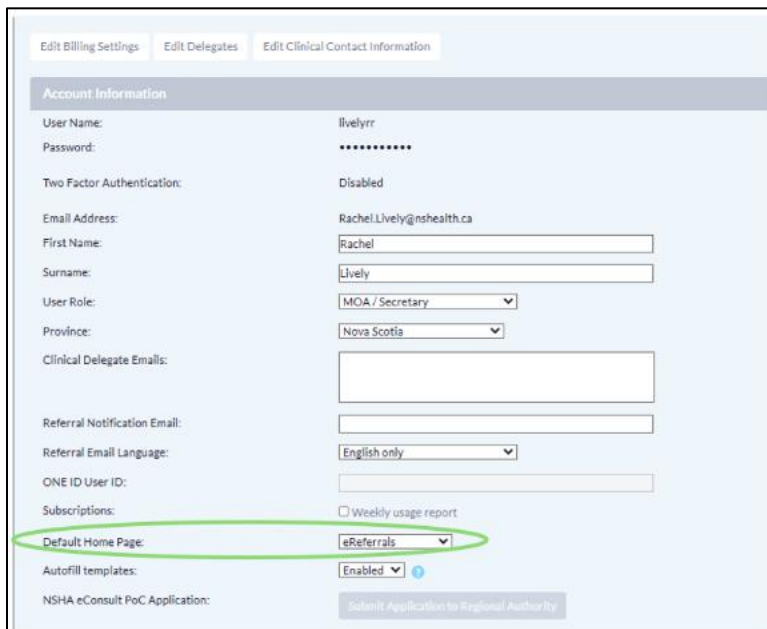 Edit Billing Settings Edit Delegates Edit Clinical Contact Information
Account Information
User Name: livelyrr
Password: •••••••••••
Two Factor Authentication: Disabled
Email Address: Rachel.Lively@nshealth.ca
First Name: Rachel
Surname: Lively
User Role: MOA / Secretary
Province: Nova Scotia
Clinical Delegate Emails:
Referral Notification Email:
Referral Email Language: English only
ONE ID User ID:
Subscriptions: Weekly usage report
Default Home Page: eReferrals
Autofill templates: Enabled ?
NSHA eConsult PoC Application: Submit Application to Regional Authority